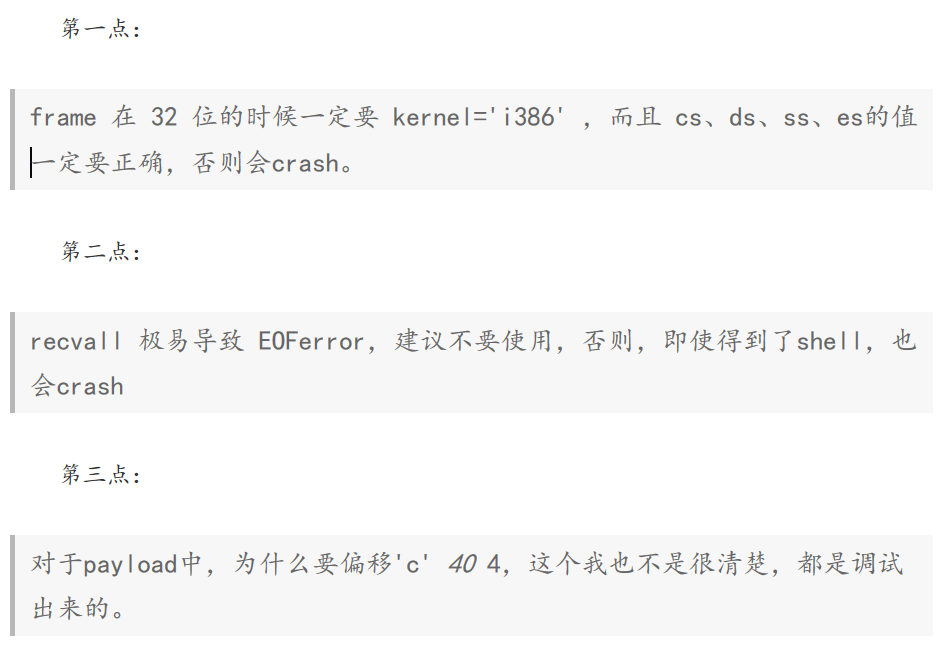 第一点：
frame 在 32 位的时候一定要 kernel='i386' ，而且 cs、ds、ss、es的值
一定要正确，否则会crash。
第二点：
recvall 极易导致 EOFerror，建议不要使用，否则，即使得到了shell，也
会crash
第三点：
对于payload中，为什么要偏移'c' 40 4，这个我也不是很清楚，都是调试
出来的。